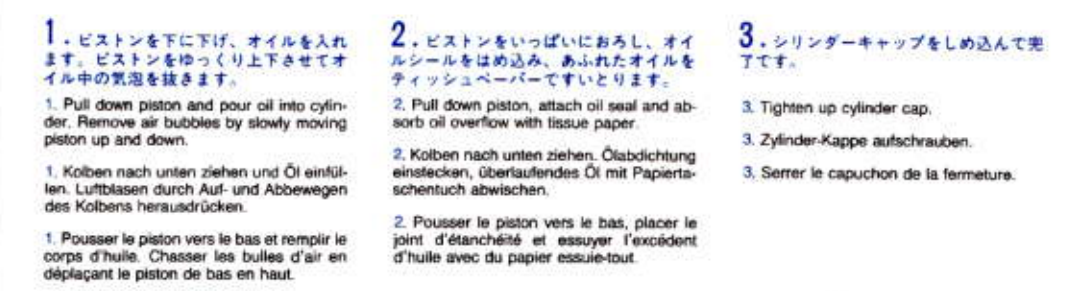 1.ピストンを下に下げ、オイルを入れ
ます。ピストンをゆっくり上下させてオ
イル中の気泡を抜きます。
1. Pull down piston and pour oil into cylin-
der. Remove air bubbles by slowly moving
piston up and down.
1. Kolben nach unten ziehen und Öl einfül-
len. Luftblasen durch Auf- und Abbewegen
des Kolbens herausdrücken.
1. Pousser le piston vers le bas et remplir le
corps d'huile. Chasser les bulles d'air en
déplaçant le piston de bas en haut.
2.ピストンをいっぱいにおろし、オイ
ルシールをはめ込み、あふれたオイルを
ティッシュペーパーですいとります。
2. Pull down piston, attach oil seal and ab-
sorb oil overflow with tissue paper.
2. Kolben nach unten ziehen. Ölabdichtung
einstecken, überlaufendes Öl mit Papierta-
schentuch abwischen.
2. Pousser le piston vers le bas, placer le
joint d'étanchéité et essuyer l'excédent
d'huile avec du papier essuie-tout.
3.シリンダーキャップをしめ込んで完
了です。
3. Tighten up cylinder cap.
3. Zylinder-Kappe aufschrauben.
3. Serrer le capuchon de la fermeture.